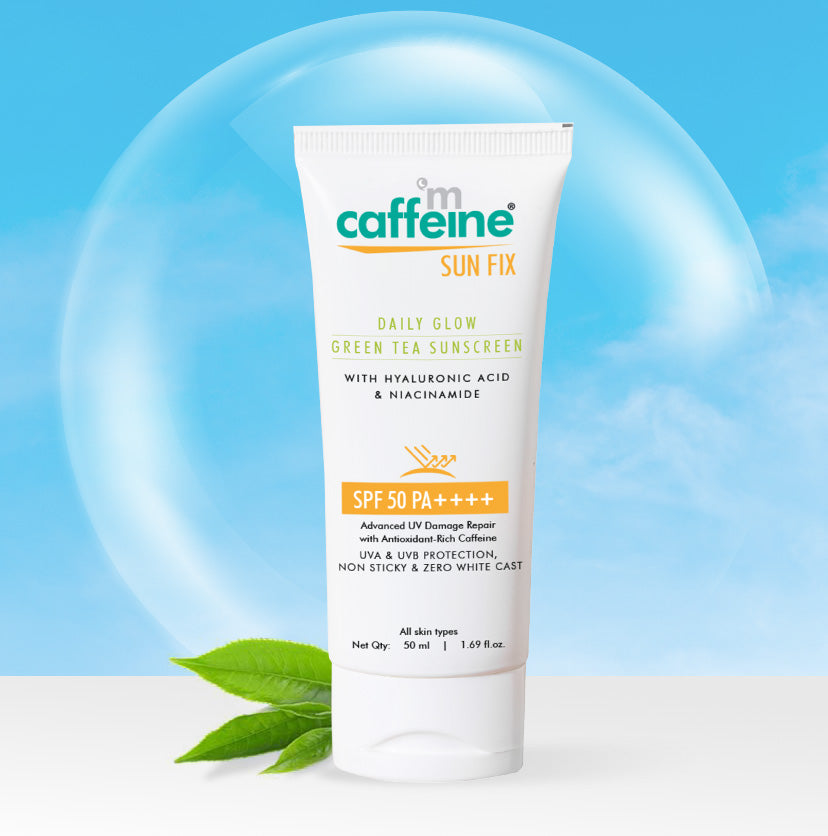 'm
caffeine®
SUN FIX
DAILY GLOW
GREEN TEA SUNSCREEN
WITH HYALURONIC ACID
& NIACINAMIDE
SPF 50 PA++++
Advanced UV Damage Repair
with Antioxidant-Rich Caffeine
UVA & UVB PROTECTION,
NON STICKY & ZERO WHITE CAST
All skin types
Net Qty: 50 ml | 1.69 fl.oz.